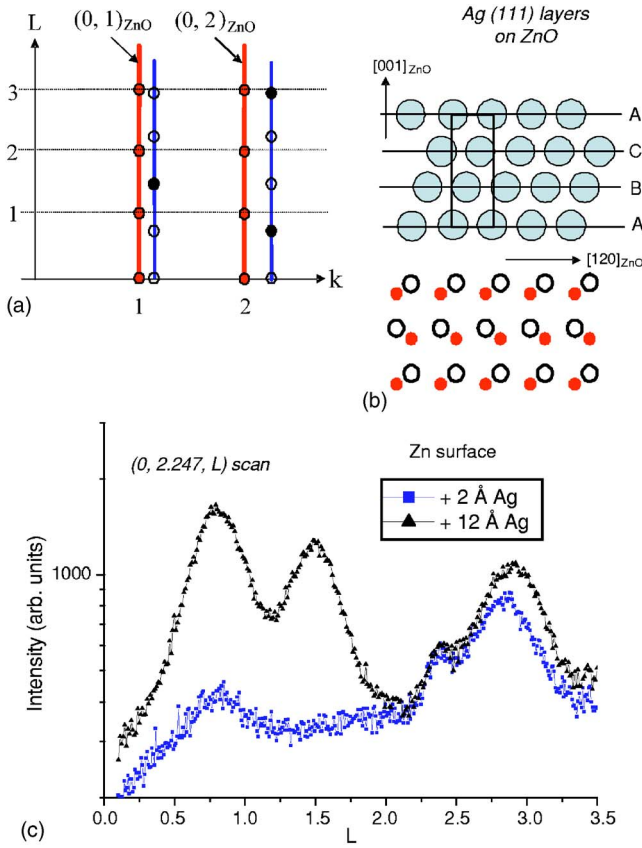 L
(0, 1)ZnO
(0, 2)ZnO
3
2
1
k
1
2
(a)
Ag (111) layers
on ZnO
[001]ZnO
A
C
B
A
[120]ZnO
(b)
(0, 2.247, L) scan
Zn surface
+ 2 Å Ag
+ 12 Å Ag
1000
Intensity (arb. units)
0.0 0.5 1.0 1.5 2.0 2.5 3.0 3.5
L
(c)